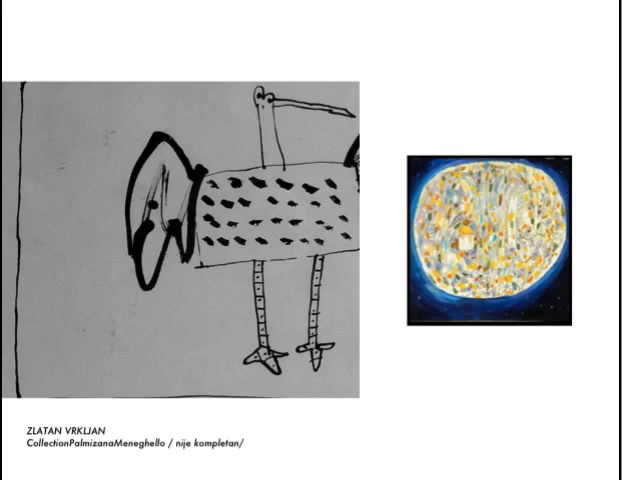 ZLATAN VRKLJAN
CollectionPalmizanaMeneghello / nije kompletan/